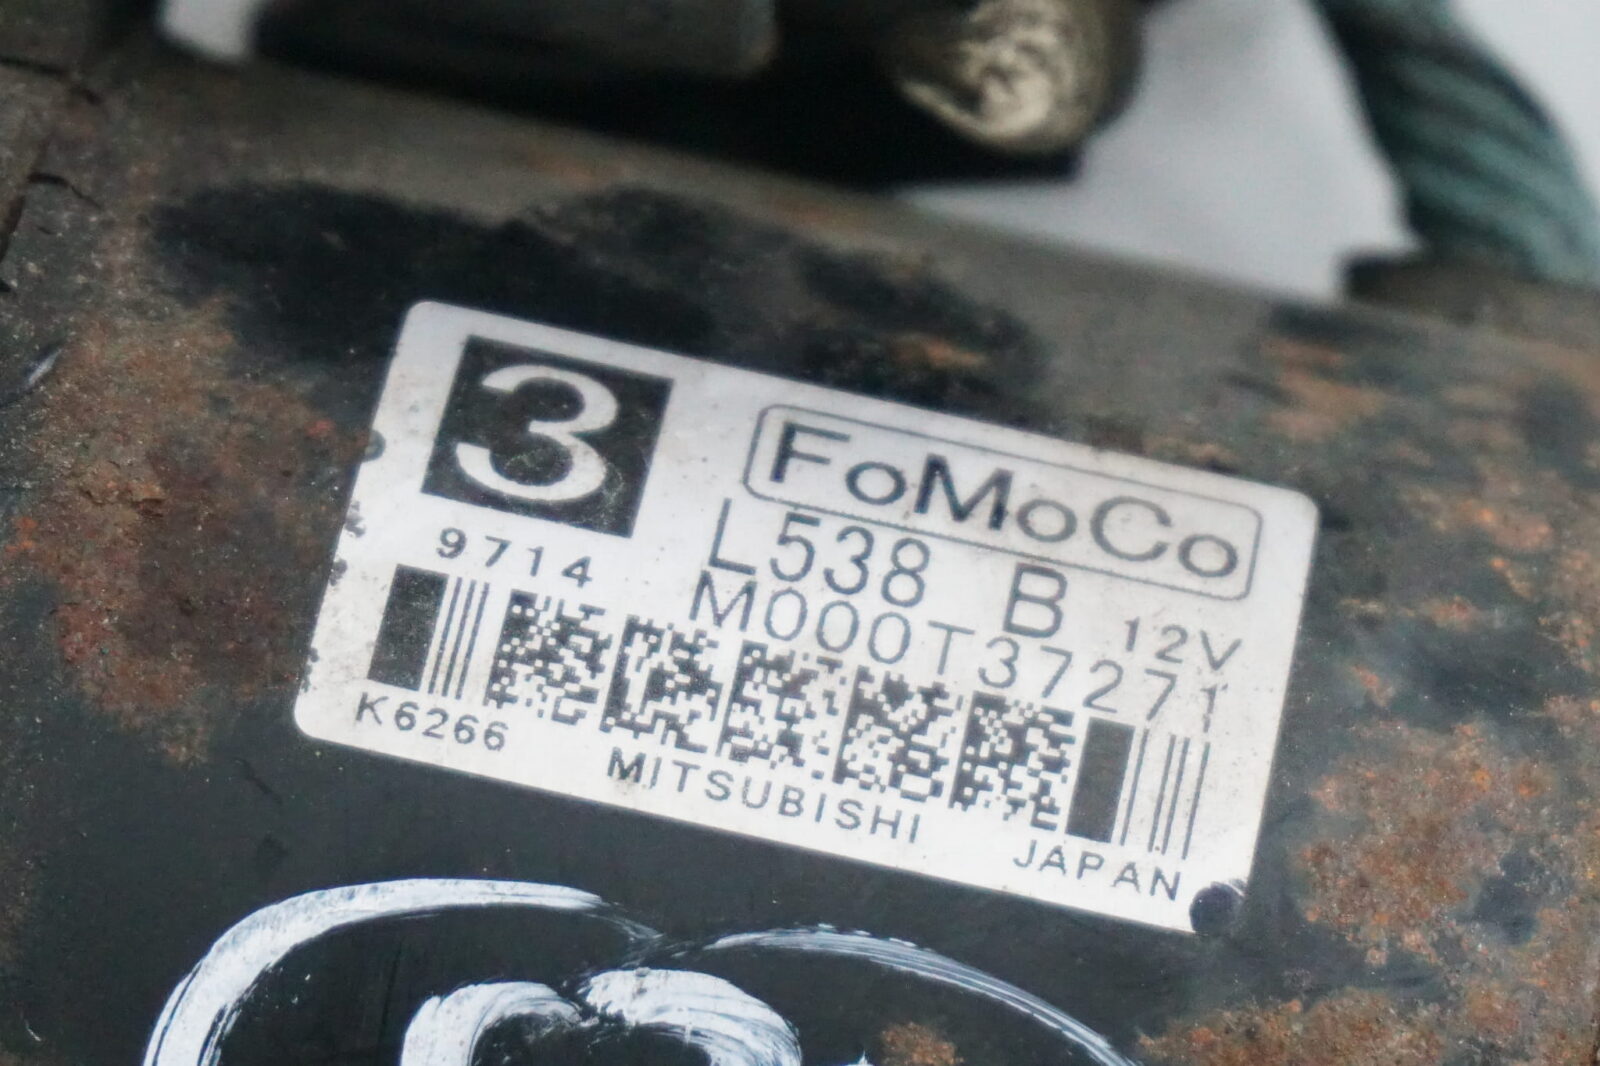 3
FoMoCo
L538 B 12V
9714
M000T37271
K6266
MITSUBISHI
JAPAN